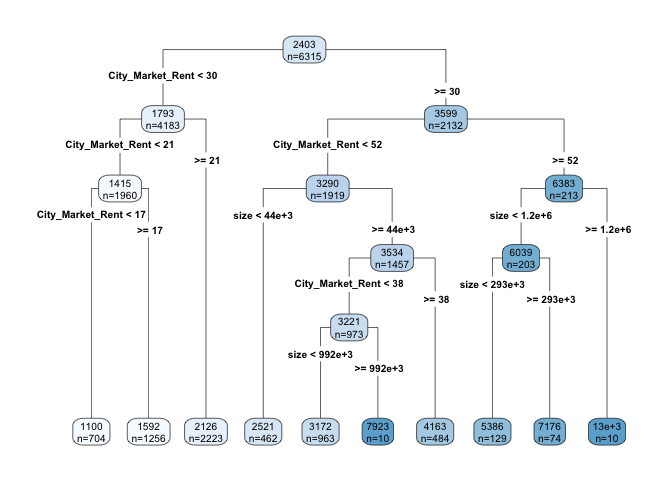 2403
n=6315
City_Market_Rent < 30
>= 30
1793
n=4183
3599
n=2132
City_Market_Rent < 21
>= 21
City_Market_Rent < 52
>= 52
1415
n=1960
3290
n=1919
6383
n=213
City_Market_Rent < 17
>= 17
size < 44e+3
>= 44e+3
size < 1.2e+6
>= 1.2e+6
3534
n=1457
6039
n=203
City_Market_Rent < 38
>= 38
size < 293e+3
>= 293e+3
3221
n=973
size < 992e+3
>= 992e+3
1100
n=704
1592
n=1256
2126
n=2223
2521
n=462
3172
n=963
7923
n=10
4163
n=484
5386
n=129
7176
n=74
13e+3
n=10